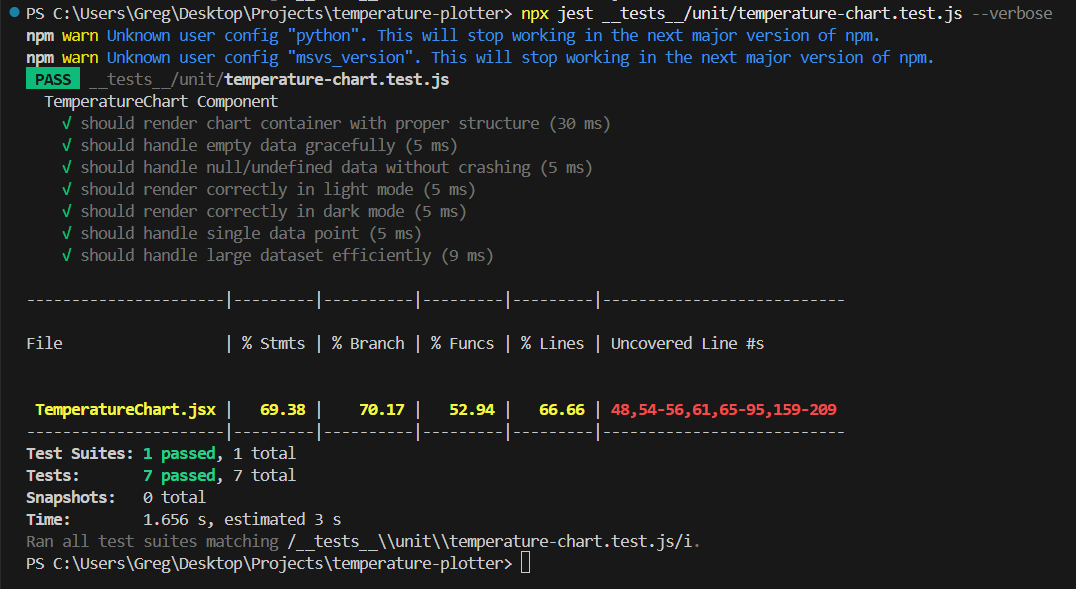 PS C:\Users\Greg\Desktop\Projects\temperature-plotter> npx jest __tests__/unit/temperature-chart.test.js --verbose
npm warn Unknown user config "python". This will stop working in the next major version of npm.
npm warn Unknown user config "msvs_version". This will stop working in the next major version of npm.
PASS __tests__/unit/temperature-chart.test.js
TemperatureChart Component
√ should render chart container with proper structure (30 ms)
√ should handle empty data gracefully (5 ms)
√ should handle null/undefined data without crashing (5 ms)
√ should render correctly in light mode (5 ms)
√ should render correctly in dark mode (5 ms)
√ should handle single data point (5 ms)
√ should handle large dataset efficiently (9 ms)
----------------------|---------|----------|---------|---------|---------------------------
File                  | % Stmts | % Branch | % Funcs | % Lines | Uncovered Line #s
TemperatureChart.jsx |   69.38 |    70.17 |   52.94 |   66.66 | 48,54-56,61,65-95,159-209
----------------------|---------|----------|---------|---------|---------------------------
Test Suites: 1 passed, 1 total
Tests:       7 passed, 7 total
Snapshots:   0 total
Time:        1.656 s, estimated 3 s
Ran all test suites matching /__tests__\\unit\\temperature-chart.test.js/i.
PS C:\Users\Greg\Desktop\Projects\temperature-plotter>